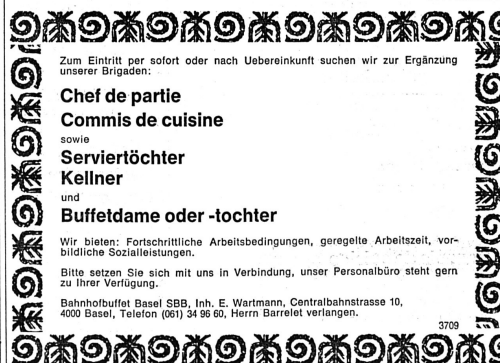 Zum Eintritt per sofort oder nach Uebereinkunft suchen wir zur Ergänzung
unserer Brigaden:
Chef de partie
Commis de cuisine
sowie
Serviertöchter
Kellner
und
Buffetdame oder -tochter
Wir bieten: Fortschrittliche Arbeitsbedingungen, geregelte Arbeitszeit, vor-
bildliche Sozialleistungen.
Bitte setzen Sie sich mit uns in Verbindung, unser Personalbüro steht gern
zu Ihrer Verfügung.
Bahnhofbuffet Basel SBB, Inh. E. Wartmann, Centralbahnstrasse 10,
4000 Basel, Telefon (061) 34 96 60, Herrn Barrelet verlangen.
3709